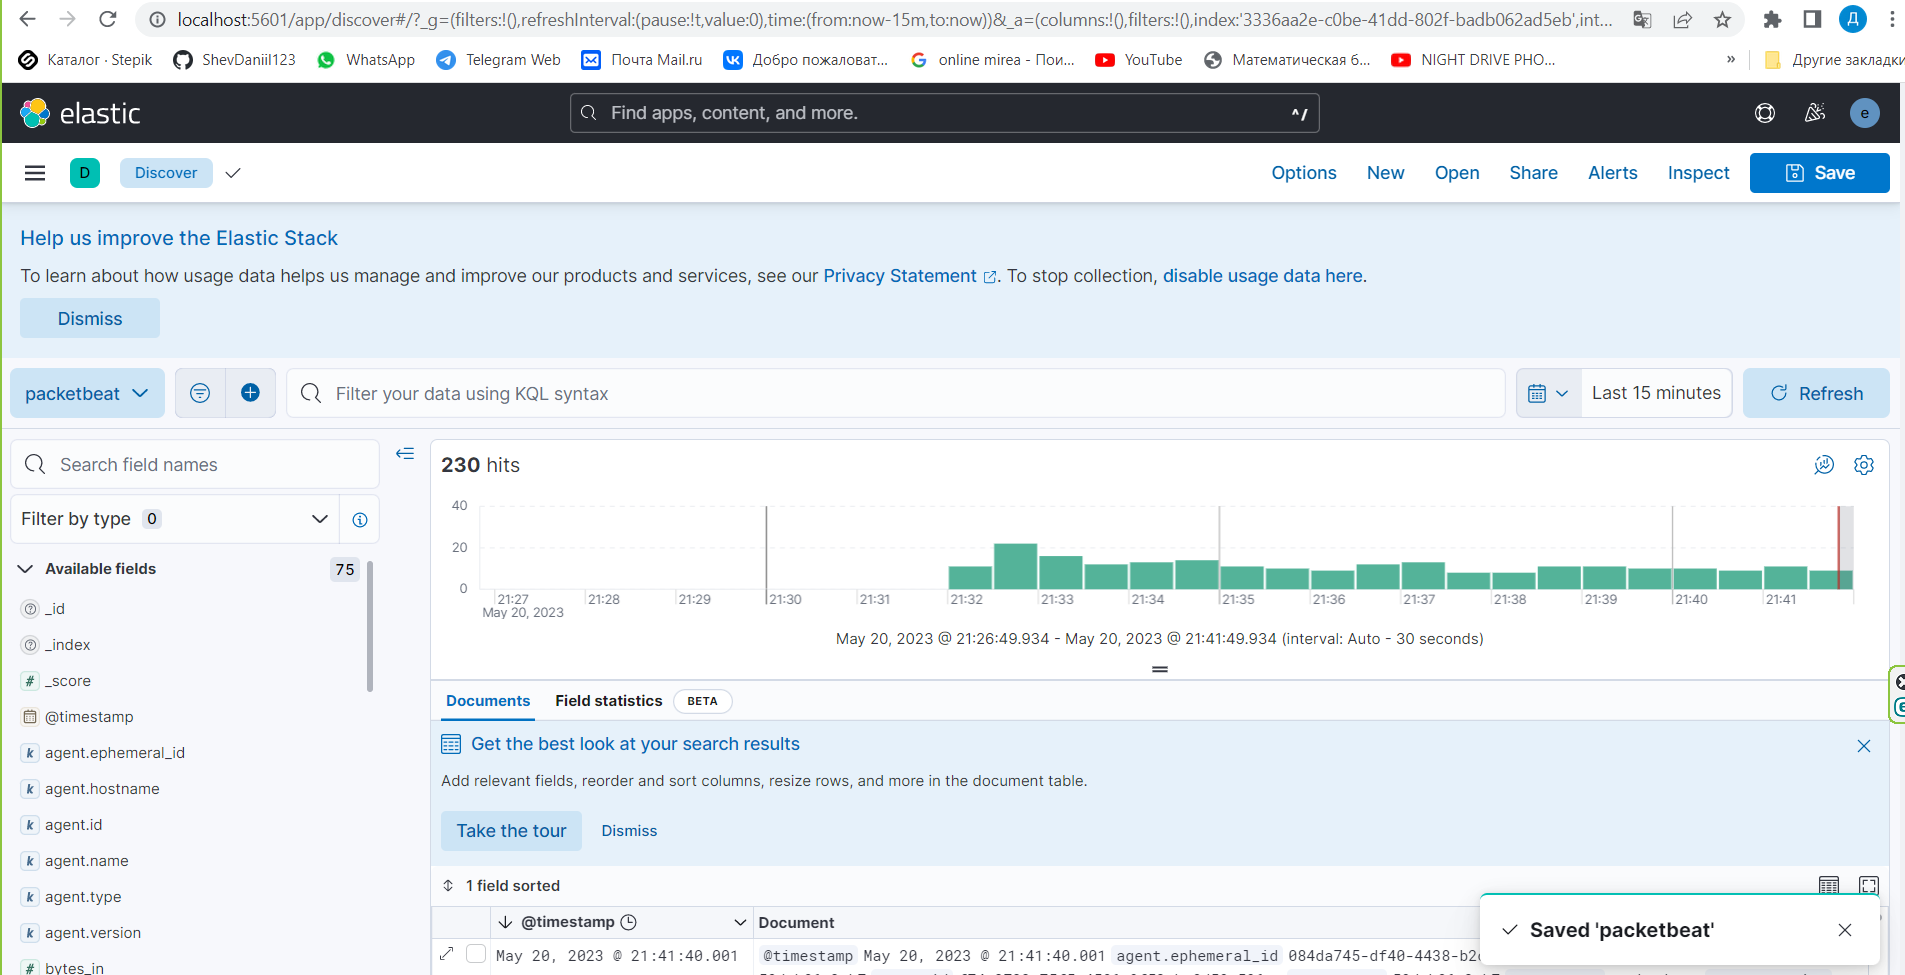 localhost:5601/app/discover#/?_g=(filters:!(),refreshInterval:(pause:!t,value:0),time:(from:now-15m,to:now))&_a=(columns:!(),filters:!(),index:'3336aa2e-c0be-41dd-802f-badb062ad5eb',int...
Д
Каталог · Stepik ShevDaniil123 WhatsApp Telegram Web Почта Mail.ru Добро пожаловат... online mirea - Пои... YouTube Математическая б... NIGHT DRIVE PHO... » Другие закладки
elastic Find apps, content, and more. ^/ e
D Discover Options New Open Share Alerts Inspect Save
Help us improve the Elastic Stack
To learn about how usage data helps us manage and improve our products and services, see our Privacy Statement. To stop collection, disable usage data here.
Dismiss
packetbeat Filter your data using KQL syntax Last 15 minutes Refresh
Search field names
230 hits
Filter by type 0
40
20
0
21:27 21:28 21:29 21:30 21:31 21:32 21:33 21:34 21:35 21:36 21:37 21:38 21:39 21:40 21:41
May 20, 2023
May 20, 2023 @ 21:26:49.934 - May 20, 2023 @ 21:41:49.934 (interval: Auto - 30 seconds)
Available fields 75
_id
_index
# _score
@timestamp
k agent.ephemeral_id
k agent.hostname
k agent.id
k agent.name
k agent.type
k agent.version
# bytes_in
Documents Field statistics BETA
Get the best look at your search results
Add relevant fields, reorder and sort columns, resize rows, and more in the document table.
Take the tour Dismiss
1 field sorted
@timestamp Document
May 20, 2023 @ 21:41:40.001 @timestamp May 20, 2023 @ 21:41:40.001 agent.ephemeral_id 084da745-df40-4438-b2
Saved 'packetbeat'